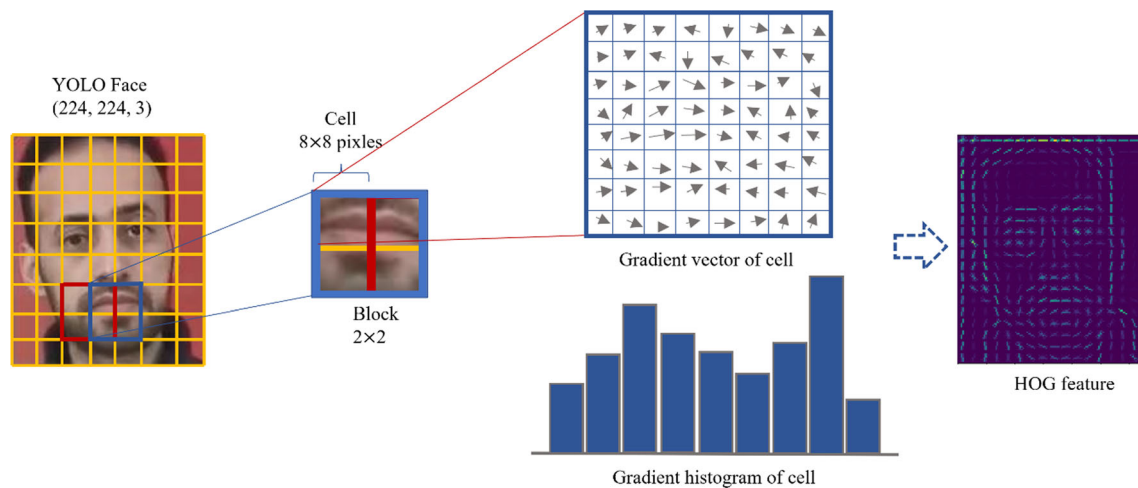 YOLO Face
(224, 224, 3)
Cell
8×8 pixles
Block
2×2
Gradient vector of cell
Gradient histogram of cell
HOG feature